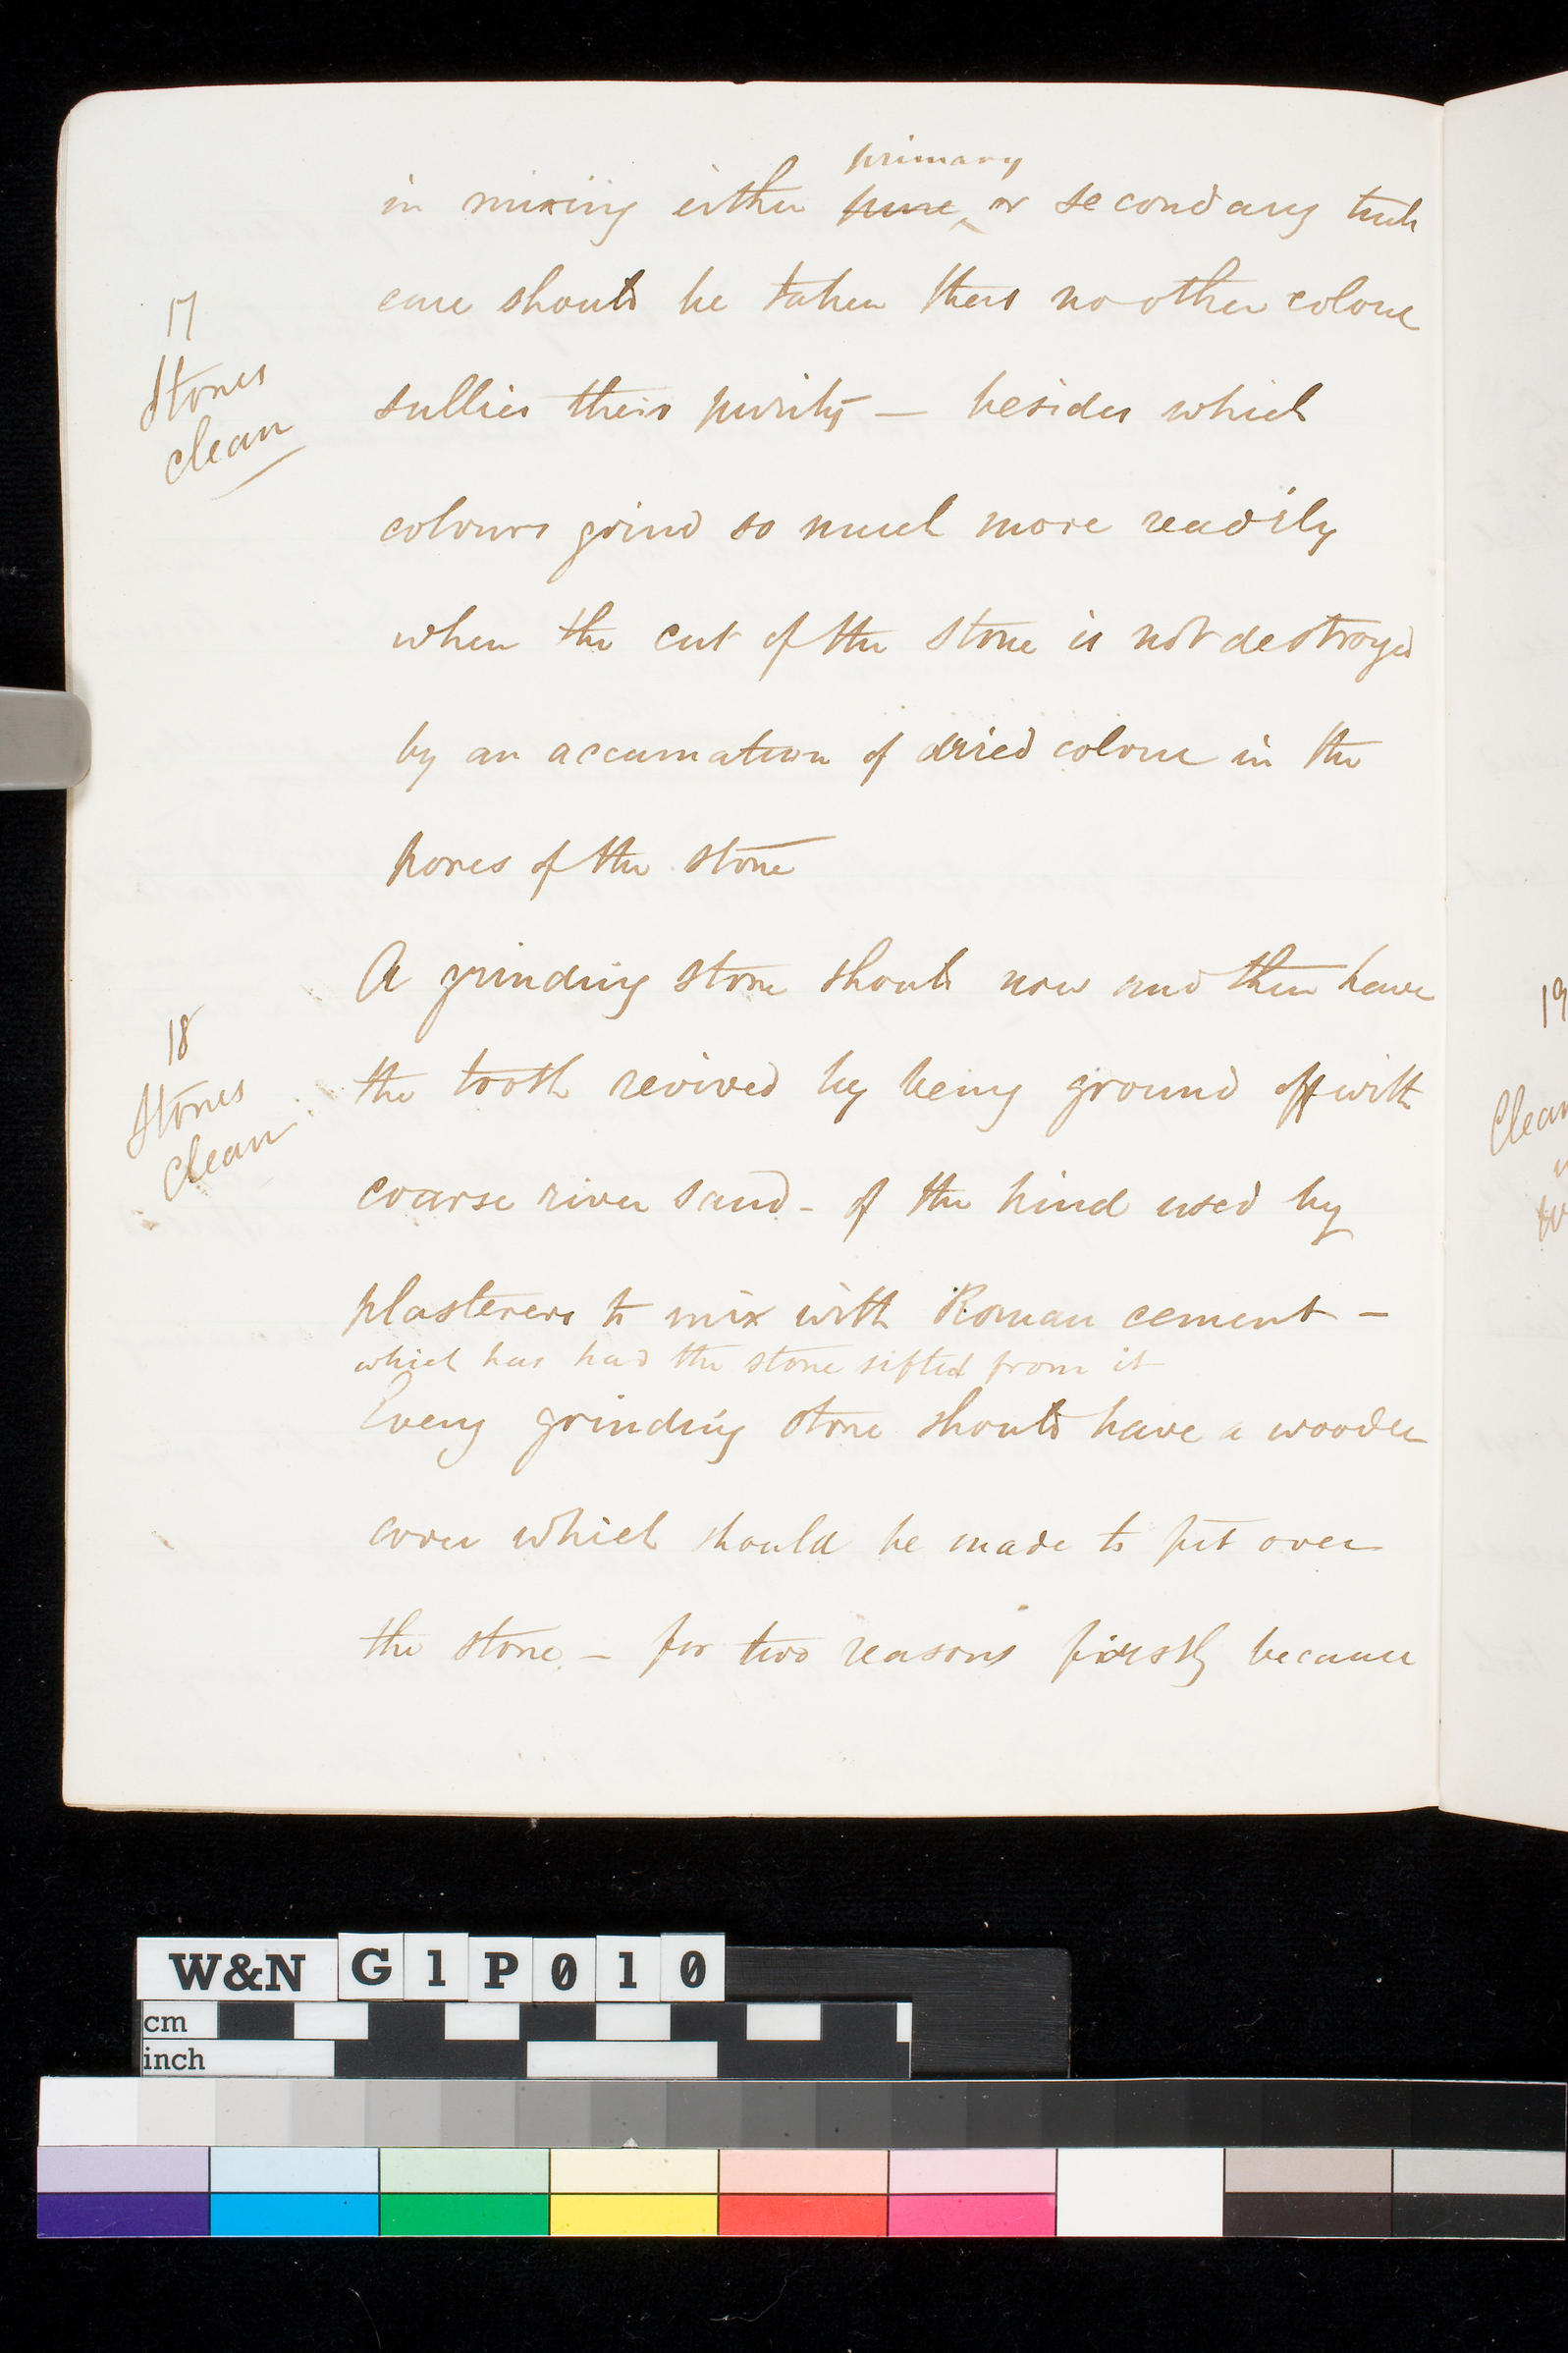 primary
in mixing either pure or secondary tints
care should be taken that no other colour
17
Stones
clean
sullies their purity — besides which
colours grind so much more readily
when the cut of the stone is not destroyed
by an accumation of dried colour in the
pores of the stone
A grinding stone should now and then have
18
Stones
clean
the tooth revived by being ground off with
coarse river sand - of the kind used by
plasterers to mix with Roman cement -
which has had the stone sifted from it
Every grinding stone should have a wooden
cover which should be made to fit over
the stone - for two reasons firstly because
19
Clean
W&N G1P010
cm
inch